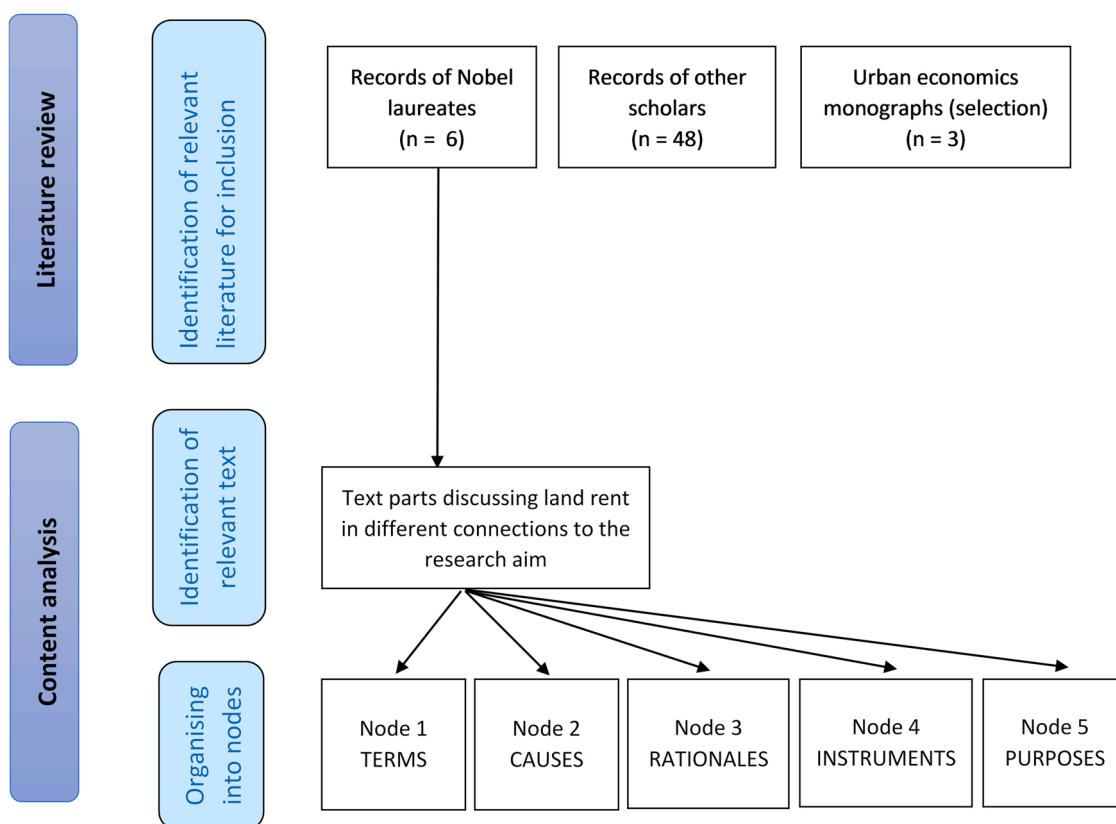 Literature review
Identification of relevant
literature for inclusion
Records of Nobel
laureates
(n =  6)
Records of other
scholars
(n = 48)
Urban economics
monographs (selection)
(n = 3)
Content analysis
Identification of
relevant text
Text parts discussing land rent
in different connections to the
research aim
Organising
into nodes
Node 1
TERMS
Node 2
CAUSES
Node 3
RATIONALES
Node 4
INSTRUMENTS
Node 5
PURPOSES